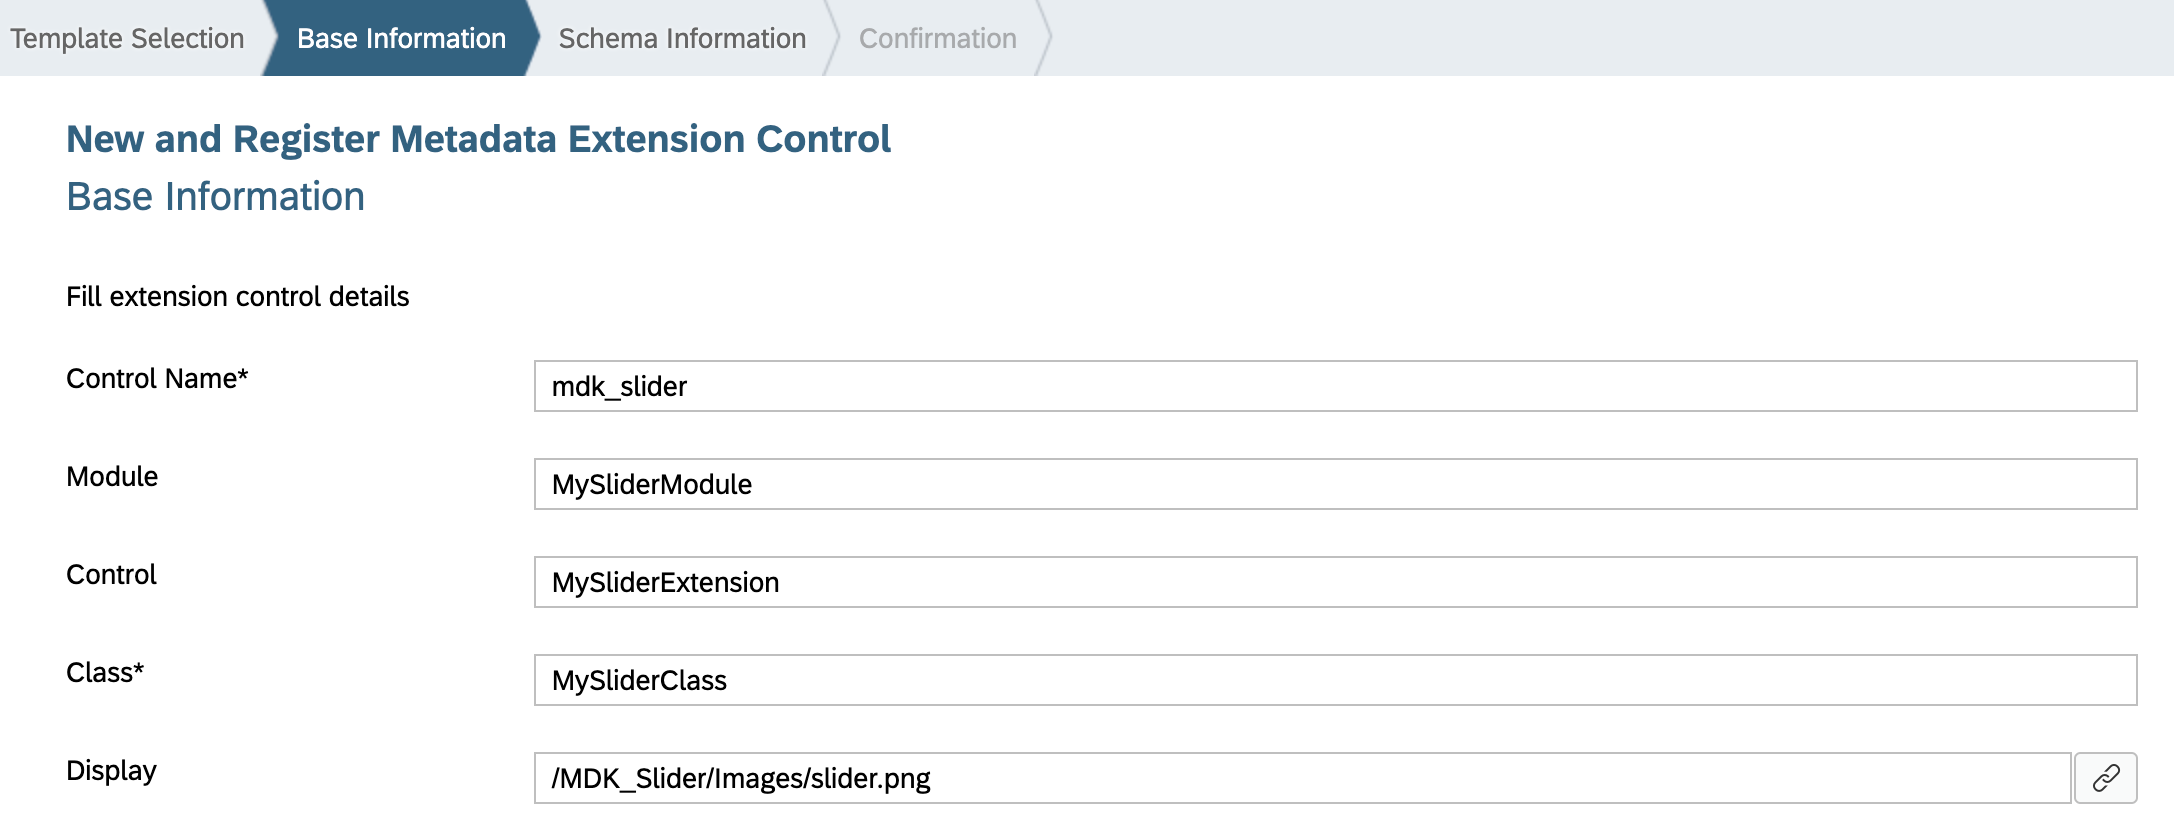 Template Selection
Base Information
Schema Information
Confirmation
New and Register Metadata Extension Control
Base Information
Fill extension control details
Control Name*
mdk_slider
Module
MySliderModule
Control
MySliderExtension
Class*
MySliderClass
Display
/MDK_Slider/Images/slider.png